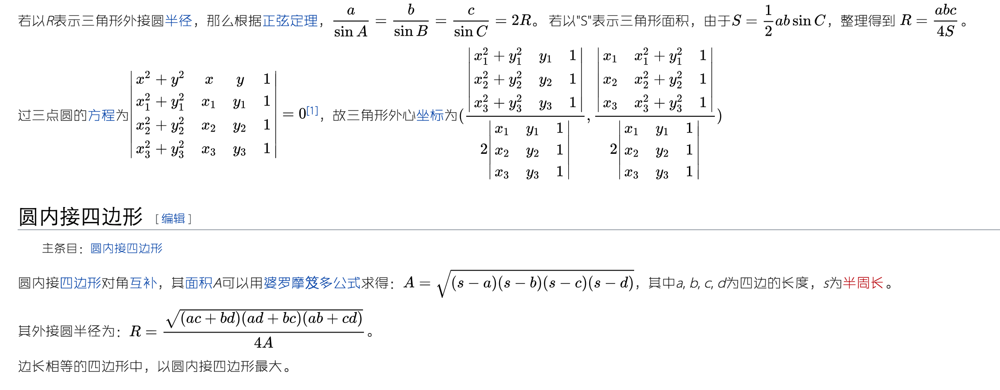 若以R表示三角形外接圆半径，那么根据正弦定理，$\frac{a}{\sin A} = \frac{b}{\sin B} = \frac{c}{\sin C} = 2R$。若以"S"表示三角形面积，由于$S = \frac{1}{2}ab\sin C$，整理得到 $R = \frac{abc}{4S}$。
过三点圆的方程为$\begin{vmatrix} x^2+y^2 & x & y & 1 \\ x_1^2+y_1^2 & x_1 & y_1 & 1 \\ x_2^2+y_2^2 & x_2 & y_2 & 1 \\ x_3^2+y_3^2 & x_3 & y_3 & 1 \end{vmatrix} = 0$[1]，故三角形外心坐标为$(\frac{\begin{vmatrix} x_1^2+y_1^2 & y_1 & 1 \\ x_2^2+y_2^2 & y_2 & 1 \\ x_3^2+y_3^2 & y_3 & 1 \end{vmatrix}}{2\begin{vmatrix} x_1 & y_1 & 1 \\ x_2 & y_2 & 1 \\ x_3 & y_3 & 1 \end{vmatrix}}, \frac{\begin{vmatrix} x_1 & x_1^2+y_1^2 & 1 \\ x_2 & x_2^2+y_2^2 & 1 \\ x_3 & x_3^2+y_3^2 & 1 \end{vmatrix}}{2\begin{vmatrix} x_1 & y_1 & 1 \\ x_2 & y_2 & 1 \\ x_3 & y_3 & 1 \end{vmatrix}})$
圆内接四边形 [编辑]
主条目：圆内接四边形
圆内接四边形对角互补，其面积A可以用婆罗摩笈多公式求得：$A = \sqrt{(s-a)(s-b)(s-c)(s-d)}$，其中a, b, c, d为四边的长度，s为半周长。
其外接圆半径为：$R = \frac{\sqrt{(ac+bd)(ad+bc)(ab+cd)}}{4A}$。
边长相等的四边形中，以圆内接四边形最大。